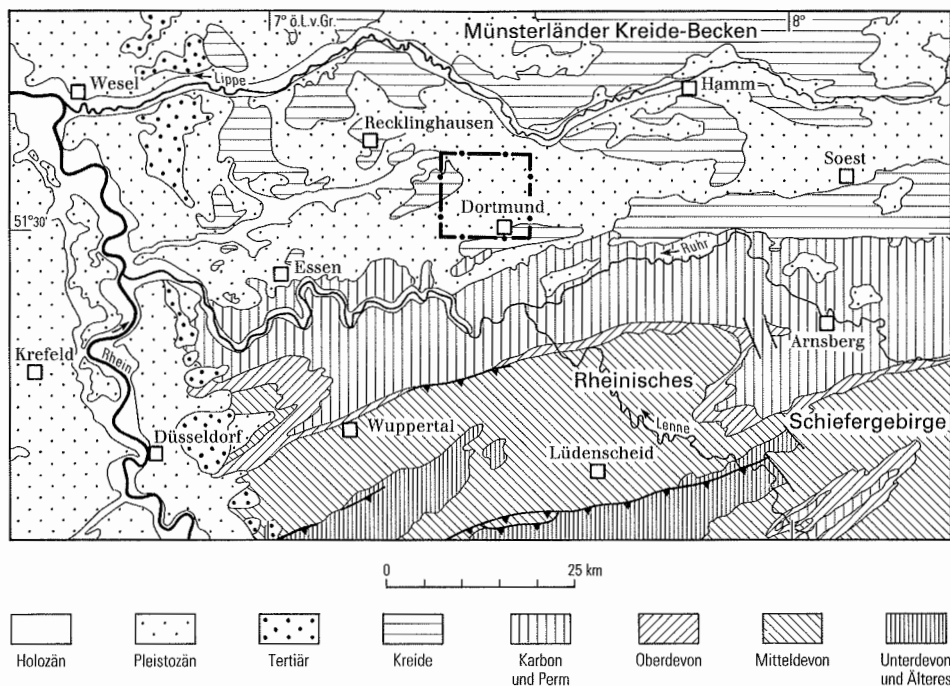 7° ö.L.v.Gr.
8°
Münsterländer Kreide-Becken
Lippe
Wesel
Hamm
Recklinghausen
Soest
51°30'
Dortmund
Ruhr
Essen
Arnsberg
Krefeld
Rhein
Rheinisches
Schiefergebirge
Wuppertal
Lenne
Düsseldorf
Lüdenscheid
0 25 km
Holozän
Pleistozän
Tertiär
Kreide
Karbon
und Perm
Oberdevon
Mitteldevon
Unterdevon
und Älteres